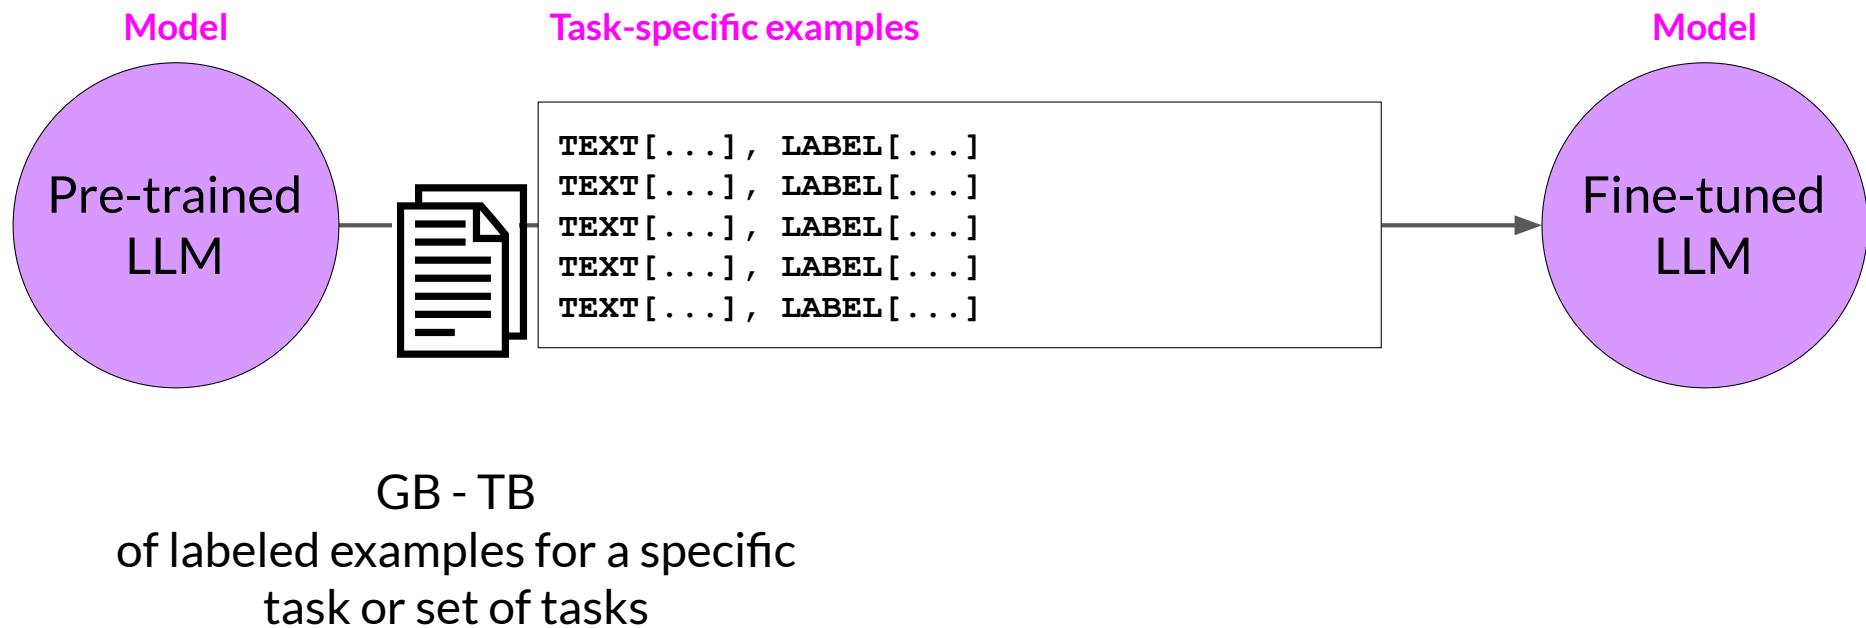 Model
Task-specific examples
Model
Pre-trained
LLM
TEXT[...], LABEL[...]
TEXT[...], LABEL[...]
TEXT[...], LABEL[...]
TEXT[...], LABEL[...]
TEXT[...], LABEL[...]
Fine-tuned
LLM
GB - TB
of labeled examples for a specific
task or set of tasks